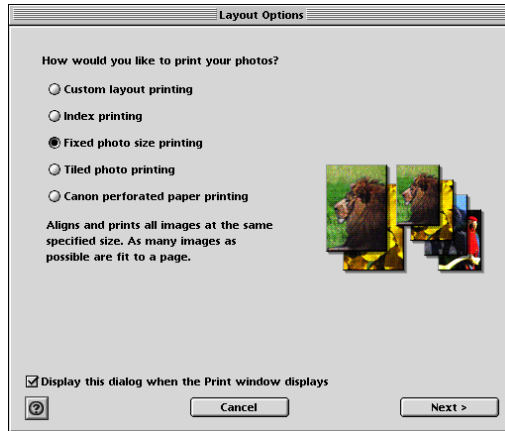 Layout Options
How would you like to print your photos?
Custom layout printing
Index printing
Fixed photo size printing
Tiled photo printing
Canon perforated paper printing
Aligns and prints all images at the same
specified size. As many images as
possible are fit to a page.
Display this dialog when the Print window displays
?
Cancel
Next >